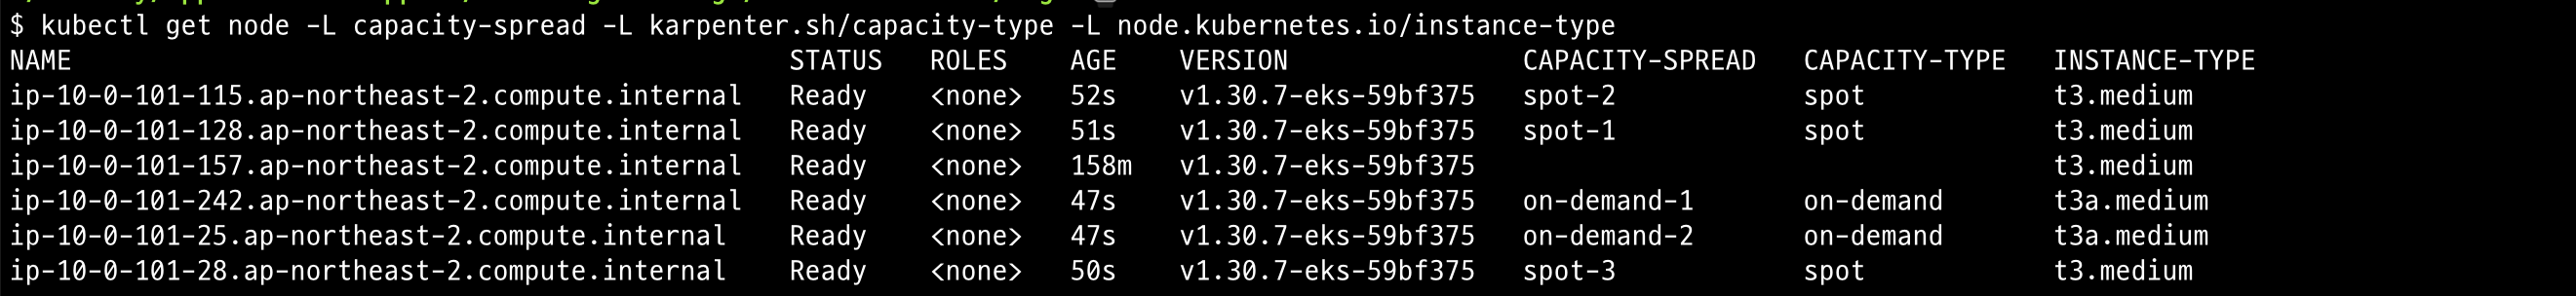 $ kubectl get node -L capacity-spread -L karpenter.sh/capacity-type -L node.kubernetes.io/instance-type
NAME STATUS ROLES AGE VERSION CAPACITY-SPREAD CAPACITY-TYPE INSTANCE-TYPE
ip-10-0-101-115.ap-northeast-2.compute.internal Ready <none> 52s v1.30.7-eks-59bf375 spot-2 spot t3.medium
ip-10-0-101-128.ap-northeast-2.compute.internal Ready <none> 51s v1.30.7-eks-59bf375 spot-1 spot t3.medium
ip-10-0-101-157.ap-northeast-2.compute.internal Ready <none> 158m v1.30.7-eks-59bf375 t3.medium
ip-10-0-101-242.ap-northeast-2.compute.internal Ready <none> 47s v1.30.7-eks-59bf375 on-demand-1 on-demand t3a.medium
ip-10-0-101-25.ap-northeast-2.compute.internal Ready <none> 47s v1.30.7-eks-59bf375 on-demand-2 on-demand t3a.medium
ip-10-0-101-28.ap-northeast-2.compute.internal Ready <none> 50s v1.30.7-eks-59bf375 spot-3 spot t3.medium